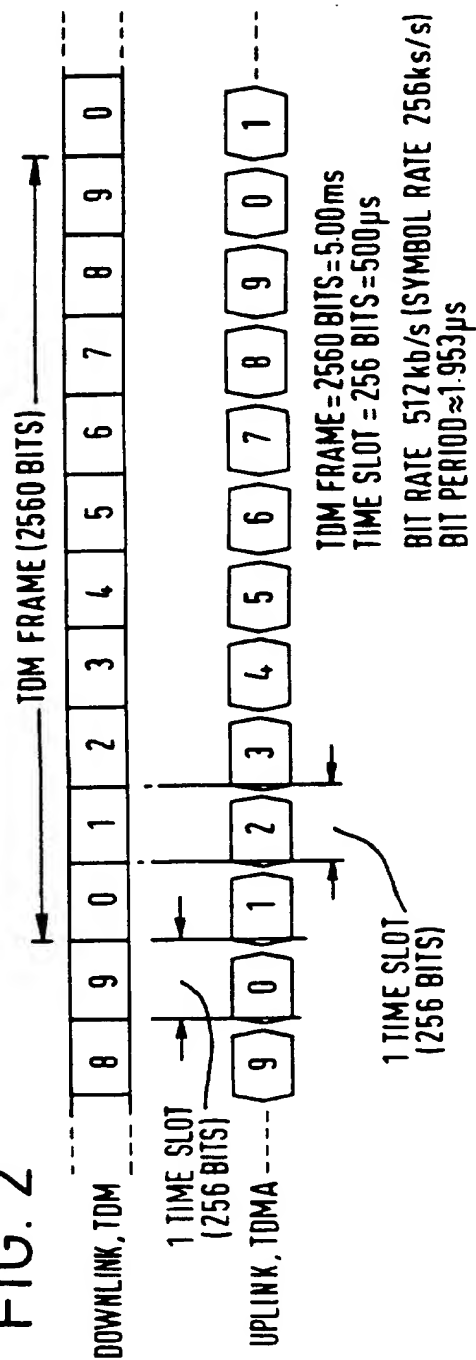 FIG. 2
TDM FRAME (2560 BITS)
DOWNLINK, TDM
8 9 0 1 2 3 4 5 6 7 8 9 0
1 TIME SLOT
(256 BITS)
UPLINK, TDMA
9 0 1 2 3 4 5 6 7 8 9 0 1
1 TIME SLOT
(256 BITS)
TDM FRAME = 2560 BITS = 5.00ms
TIME SLOT = 256 BITS = 500µs
BIT RATE 512kb/s (SYMBOL RATE 256ks/s)
BIT PERIOD ≈ 1·953µs